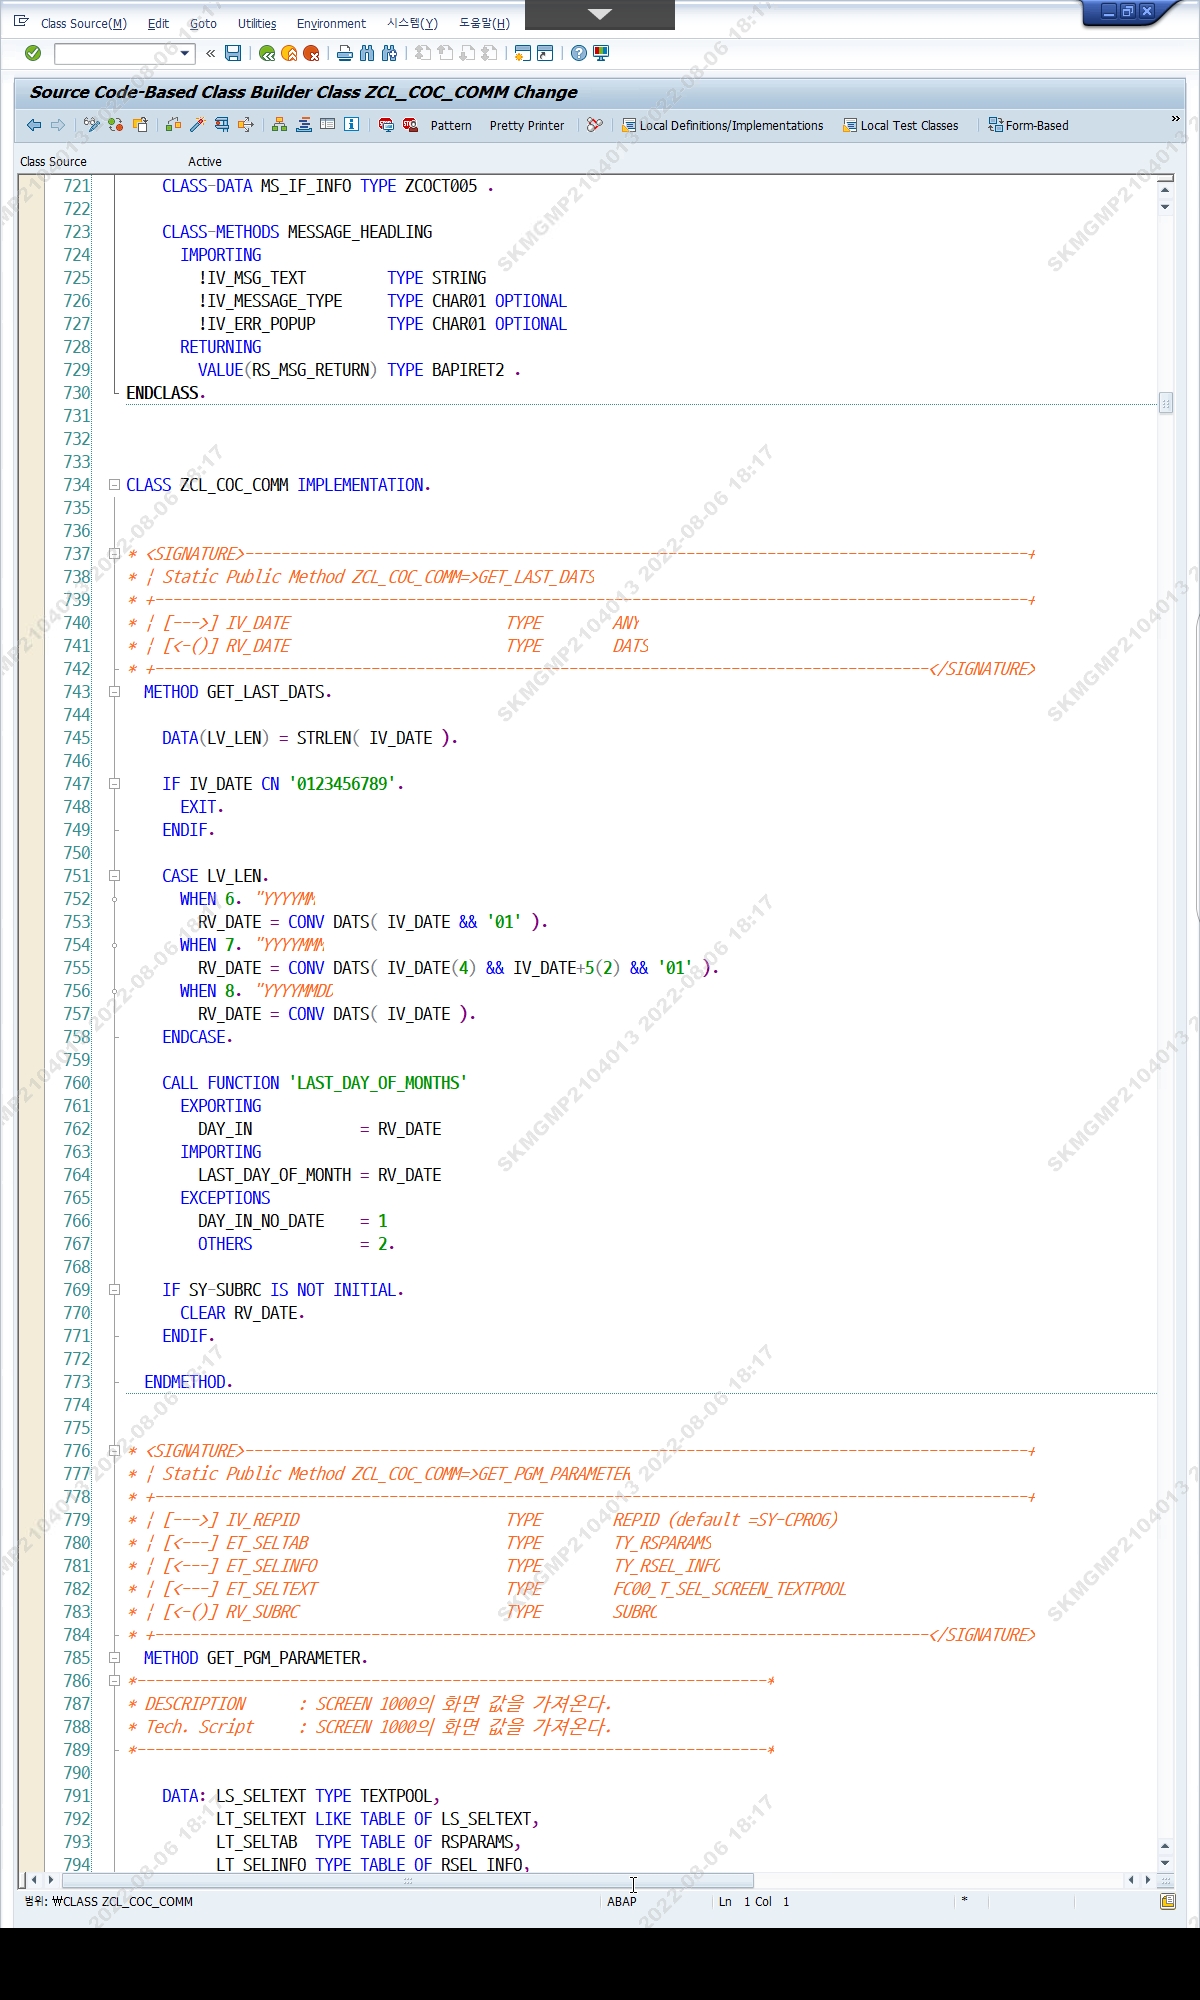 Class Source(M) Edit Goto Utilities Environment 시스템(Y) 도움말(H)
Source Code-Based Class Builder Class ZCL_COC_COMM Change
Pattern Pretty Printer Local Definitions/Implementations Local Test Classes Form-Based
Class Source Active
721 CLASS-DATA MS_IF_INFO TYPE ZCOCT005 .
722
723 CLASS-METHODS MESSAGE_HEADLING
724 IMPORTING
725 !IV_MSG_TEXT TYPE STRING
726 !IV_MESSAGE_TYPE TYPE CHAR01 OPTIONAL
727 !IV_ERR_POPUP TYPE CHAR01 OPTIONAL
728 RETURNING
729 VALUE(RS_MSG_RETURN) TYPE BAPIRET2 .
730 ENDCLASS.
731
732
733
734 CLASS ZCL_COC_COMM IMPLEMENTATION.
735
736
737 * <SIGNATURE>---------------------------------------------------------------------------------------+
738 * ¦ Static Public Method ZCL_COC_COMM=>GET_LAST_DATS
739 * +-------------------------------------------------------------------------------------------------+
740 * ¦ [--->] IV_DATE TYPE ANY
741 * ¦ [<-()] RV_DATE TYPE DATS
742 * +--------------------------------------------------------------------------------------</SIGNATURE>
743 METHOD GET_LAST_DATS.
744
745 DATA(LV_LEN) = STRLEN( IV_DATE ).
746
747 IF IV_DATE CN '0123456789'.
748 EXIT.
749 ENDIF.
750
751 CASE LV_LEN.
752 WHEN 6. "YYYYMM
753 RV_DATE = CONV DATS( IV_DATE && '01' ).
754 WHEN 7. "YYYYMMM
755 RV_DATE = CONV DATS( IV_DATE(4) && IV_DATE+5(2) && '01' ).
756 WHEN 8. "YYYYMMDD
757 RV_DATE = CONV DATS( IV_DATE ).
758 ENDCASE.
759
760 CALL FUNCTION 'LAST_DAY_OF_MONTHS'
761 EXPORTING
762 DAY_IN = RV_DATE
763 IMPORTING
764 LAST_DAY_OF_MONTH = RV_DATE
765 EXCEPTIONS
766 DAY_IN_NO_DATE = 1
767 OTHERS = 2.
768
769 IF SY-SUBRC IS NOT INITIAL.
770 CLEAR RV_DATE.
771 ENDIF.
772
773 ENDMETHOD.
774
775
776 * <SIGNATURE>---------------------------------------------------------------------------------------+
777 * ¦ Static Public Method ZCL_COC_COMM=>GET_PGM_PARAMETER
778 * +-------------------------------------------------------------------------------------------------+
779 * ¦ [--->] IV_REPID TYPE REPID (default =SY-CPROG)
780 * ¦ [<---] ET_SELTAB TYPE TY_RSPARAMS
781 * ¦ [<---] ET_SELINFO TYPE TY_RSEL_INFO
782 * ¦ [<---] ET_SELTEXT TYPE FC00_T_SEL_SCREEN_TEXTPOOL
783 * ¦ [<-()] RV_SUBRC TYPE SUBRC
784 * +--------------------------------------------------------------------------------------</SIGNATURE>
785 METHOD GET_PGM_PARAMETER.
786 *----------------------------------------------------------------------*
787 * DESCRIPTION : SCREEN 1000의 화면 값을 가져온다.
788 * Tech. Script : SCREEN 1000의 화면 값을 가져온다.
789 *----------------------------------------------------------------------*
790
791 DATA: LS_SELTEXT TYPE TEXTPOOL,
792 LT_SELTEXT LIKE TABLE OF LS_SELTEXT,
793 LT_SELTAB TYPE TABLE OF RSPARAMS,
794 LT_SELINFO TYPE TABLE OF RSEL_INFO,
범위: ₩CLASS ZCL_COC_COMM ABAP Ln 1 Col 1 *
SKMGMP2104013 2022-08-06 18:17